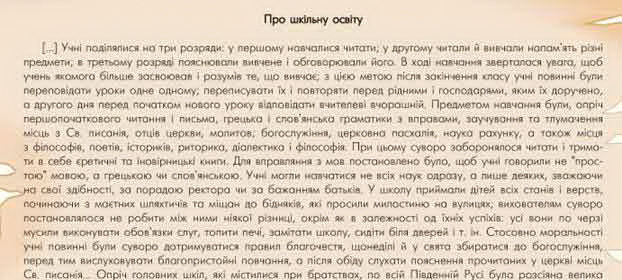 Про шкільну освіту
[...] Учні поділялися на три розряди: у першому навчалися читати; у другому читали й вивчали напам'ять різні
предмети; в третьому розряді пояснювали вивчене і обговорювали його. В ході навчання зверталася увага, щоб
учень якомога більше засвоював і розумів те, що вивчає; з цією метою після закінчення класу учні повинні були
переповідати уроки одне одному; переписувати їх і повторяти перед рідними і господарями, яким їх доручено,
а другого дня перед початком нового уроку відповідати вчителеві вчорашній. Предметом навчання були, опріч
першопочаткового читання і письма, грецька і слов'янська граматики з вправами, заучування та тлумачення
місць з Св. писання, отців церкви, молитов; богослужіння, церковна пасхалія, наука рахунку, а також місця
з філософів, поетів, істориків, риторика, діалектика і філософія. При цьому суворо заборонялося читати і трима-
ти в себе єретичні та іновірницькі книги. Для вправляння з мов постановлено було, щоб учні говорили не "прос-
тою" мовою, а грецькою чи слов'янською. Учні могли навчатися не всіх наук одразу, а лише деяких, зважаючи
на свої здібності, за порадою ректора чи за бажанням батьків. У школу приймали дітей всіх станів і верств,
починаючи з маєтних шляхтичів та міщан до бідняків, які просили милостиню на вулицях; вихователям суворо
постановлялося не робити між ними ніякої різниці, окрім як в залежності од їхніх успіхів: усі вони по черзі
мусили виконувати обов'язки слуг, топити печі, замітати школу, сидіти біля дверей і т. ін. Стосовно моральності
учні повинні були суворо дотримуватися правил благочестя, щонеділі й у свята збиратися до богослужіння,
перед тим вислуховувати благопристойні повчання, а після обіду слухати пояснення прочитаних у церкві місць
Св. писання... Опріч головних шкіл, які містилися при братствах, по всій Південній Русі була розсіяна велика